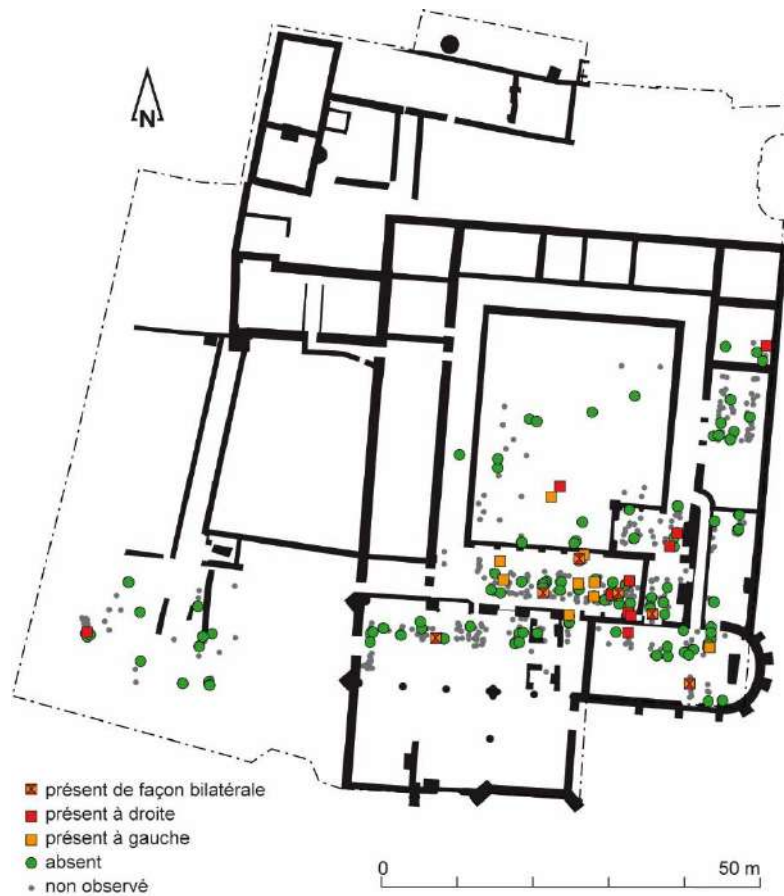 N
présent de façon bilatérale
présent à droite
présent à gauche
absent
non observé
0 50 m